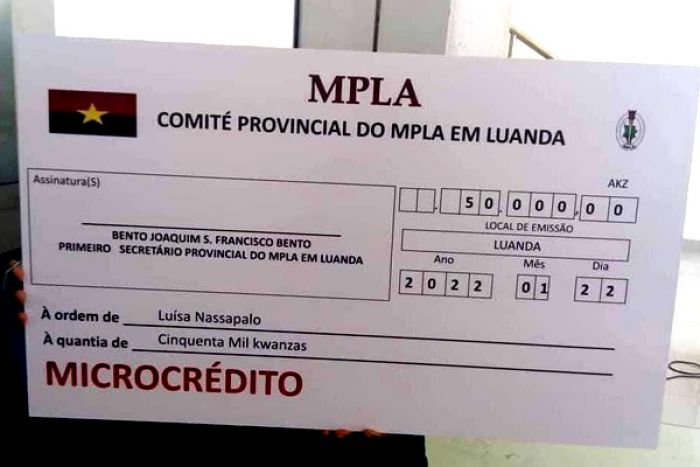 MPLA
COMITÉ PROVINCIAL DO MPLA EM LUANDA
Assinatura(S)
BENTO JOAQUIM S. FRANCISCO BENTO
PRIMEIRO SECRETÁRIO PROVINCIAL DO MPLA EM LUANDA
AKZ
.50.000,00
LOCAL DE EMISSÃO
LUANDA
Ano Mês Dia
2022 01 22
À ordem de Luísa Nassapalo
À quantia de Cinquenta Mil kwanzas
MICROCRÉDITO